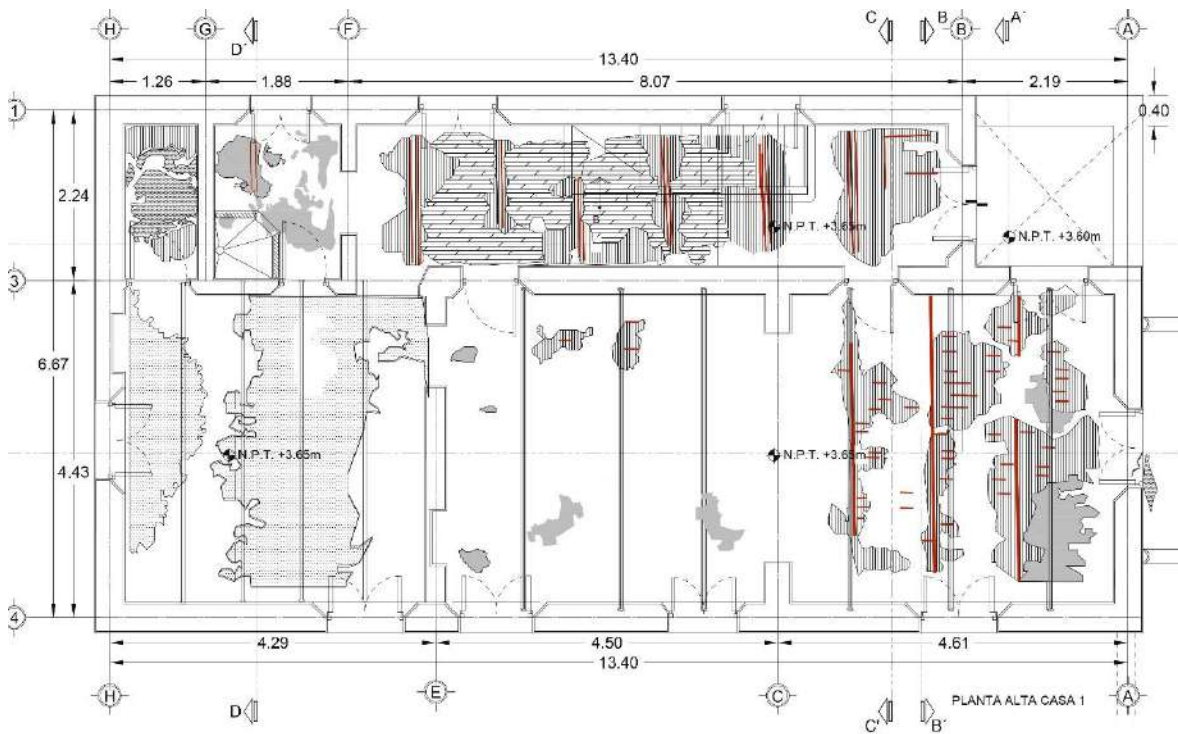 H G F C B B A´ A
D´
13.40
1.26 1.88 8.07 2.19
1
0.40
2.24
B
N.P.T. +3.65m
N.P.T. +3.60m
3
6.67
4.43
N.P.T. +3.65m
N.P.T. +3.65m
4
4.29 4.50 4.61
13.40
H E C A
D
PLANTA ALTA CASA 1
C' B´